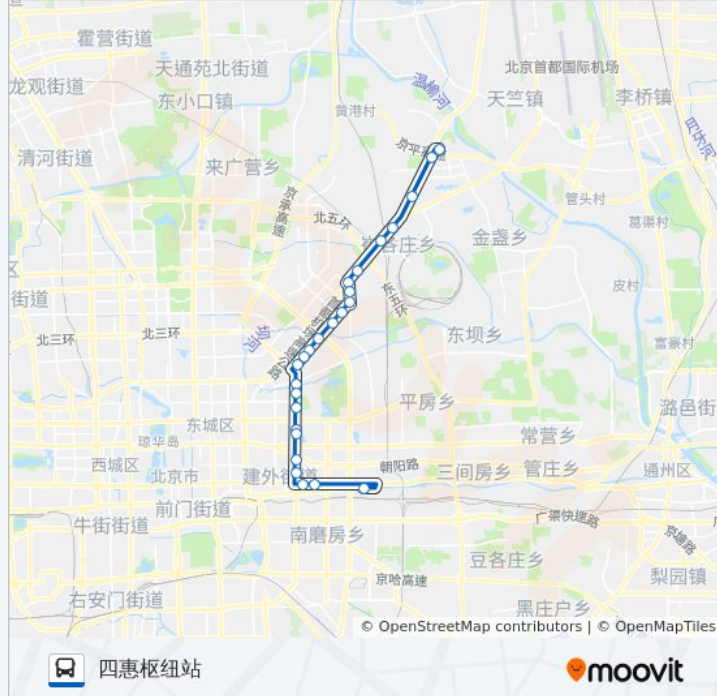 霍营街道
天通苑北街道
北京首都国际机场
龙观街道
温榆河
东小口镇
天竺镇
李桥镇
黄港村
清河街道
来广营乡
京承高速
管头村
北五环
金盏乡
葛渠村
街道
皮村
东五环
北三环
北三环
坝河
东坝乡
富豪村
平房乡
潞邑街
东城区
琼华岛
常营乡
西城区
北京市
建外街道
朝阳路
三间房乡
管庄乡
通州区
前门街道
牛街街道
广渠快速路
南磨房乡
京塘路
豆各庄乡
京哈高速
梨园镇
右安门街道
黑庄户乡
© OpenStreetMap contributors | © OpenMapTiles
四惠枢纽站
moovit